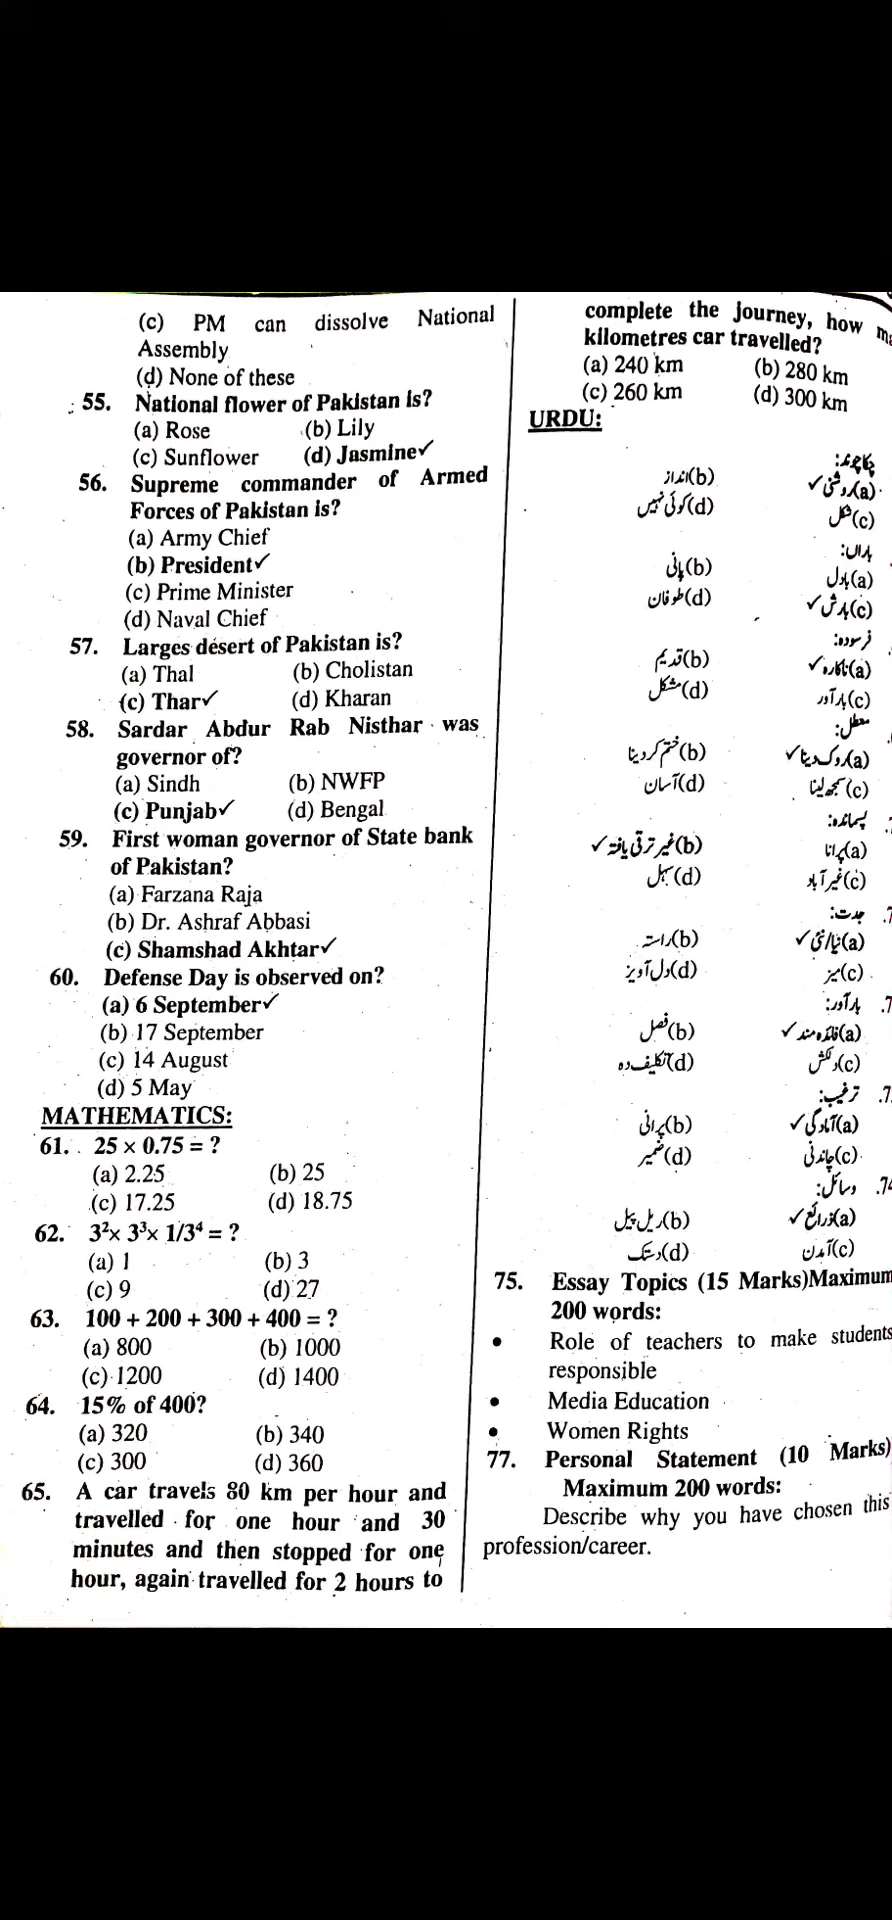 (c) PM can dissolve National
Assembly
(d) None of these
55. National flower of Pakistan is?
(a) Rose (b) Lily
(c) Sunflower (d) Jasmine✓
56. Supreme commander of Armed
Forces of Pakistan is?
(a) Army Chief
(b) President✓
(c) Prime Minister
(d) Naval Chief
57. Larges desert of Pakistan is?
(a) Thal (b) Cholistan
(c) Thar✓ (d) Kharan
58. Sardar Abdur Rab Nisthar was
governor of?
(a) Sindh (b) NWFP
(c) Punjab✓ (d) Bengal
59. First woman governor of State bank
of Pakistan?
(a) Farzana Raja
(b) Dr. Ashraf Abbasi
(c) Shamshad Akhtar✓
60. Defense Day is observed on?
(a) 6 September✓
(b) 17 September
(c) 14 August
(d) 5 May
MATHEMATICS:
61. 25 × 0.75 = ?
(a) 2.25 (b) 25
(c) 17.25 (d) 18.75
62. 3²× 3³× 1/3⁴ = ?
(a) 1 (b) 3
(c) 9 (d) 27
63. 100 + 200 + 300 + 400 = ?
(a) 800 (b) 1000
(c) 1200 (d) 1400
64. 15% of 400?
(a) 320 (b) 340
(c) 300 (d) 360
65. A car travels 80 km per hour and
travelled for one hour and 30
minutes and then stopped for one
hour, again travelled for 2 hours to
complete the journey, how
kilometres car travelled?
(a) 240 km (b) 280 km
(c) 260 km (d) 300 km
URDU:
چکاچوند:
(a) روشنی✓ (b) انداز
(c) شکل (d) کوئی نہیں
باراں:
(a) بادل (b) پانی
(c) بارش✓ (d) طوفان
فرسودہ:
(a) ناکارہ✓ (b) قدیم
(c) بارآور (d) مشکل
معطل:
(a) روک دینا✓ (b) ختم کر دینا
(c) سمجھ لینا (d) آسان
پسماندہ:
(a) پرانا (b) غیر ترقی یافتہ✓
(c) غیر آباد (d) سہل
جدت:
(a) نیا/نئی✓ (b) راستہ
(c) میز (d) دل آویز
بارآور:
(a) فائدہ مند✓ (b) فصل
(c) دلکش (d) تکلیف دہ
ترغیب:
(a) آمادگی✓ (b) پرانی
(c) چاندنی (d) ضمیر
74. وسائل:
(a) ذرائع✓ (b) ریل پیل
(c) آمدن (d) دستک
75. Essay Topics (15 Marks)Maximum
200 words:
• Role of teachers to make students
responsible
• Media Education
• Women Rights
77. Personal Statement (10 Marks)
Maximum 200 words:
Describe why you have chosen this
profession/career.